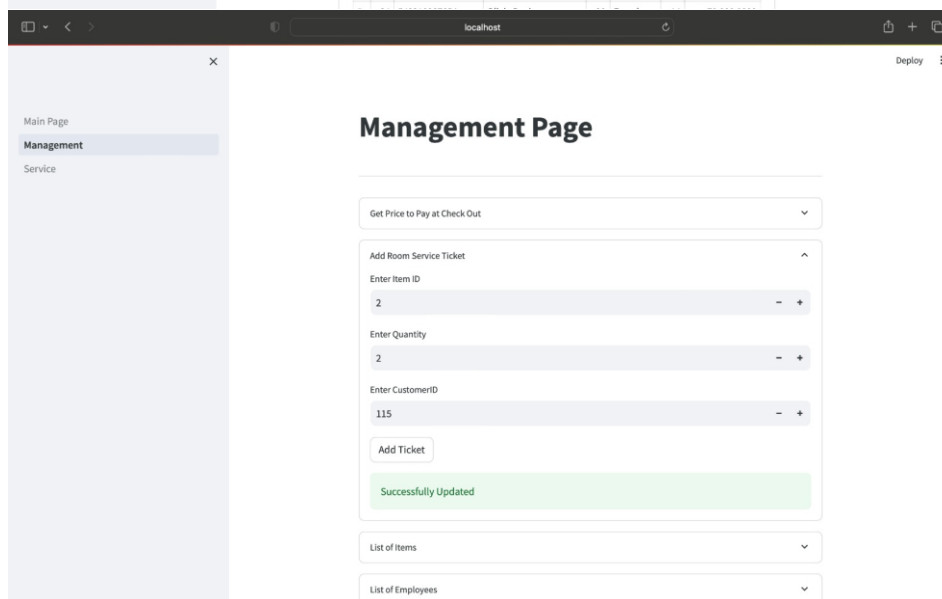 localhost
Deploy
Main Page
Management
Service
Management Page
Get Price to Pay at Check Out
Add Room Service Ticket
Enter Item ID
2
Enter Quantity
2
Enter CustomerID
115
Add Ticket
Successfully Updated
List of Items
List of Employees